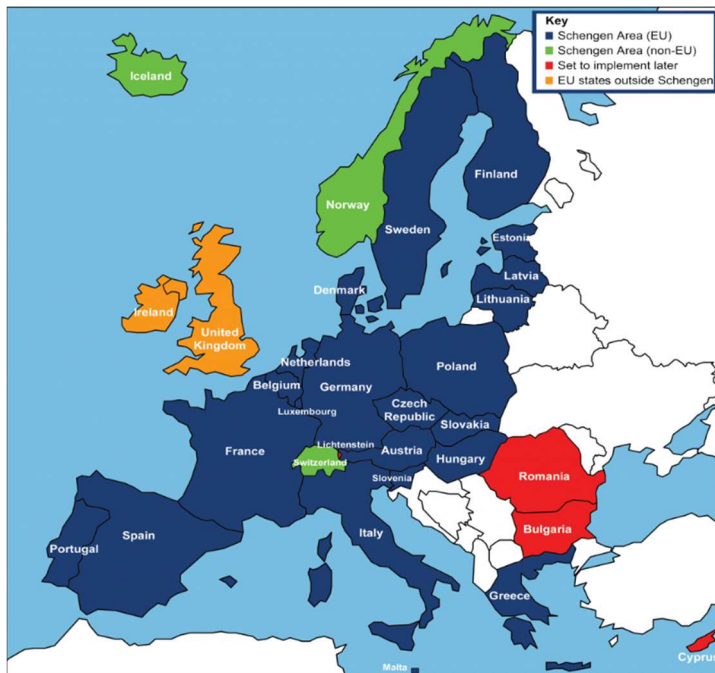 Key
Schengen Area (EU)
Schengen Area (non-EU)
Set to implement later
EU states outside Schengen
Iceland
Norway
Sweden
Finland
Estonia
Latvia
Lithuania
Denmark
Ireland
United
Kingdom
Netherlands
Belgium
Germany
Poland
Luxembourg
Czech
Republic
Slovakia
France
Lichtenstein
Switzerland
Austria
Hungary
Slovenia
Romania
Bulgaria
Portugal
Spain
Italy
Greece
Malta
Cyprus